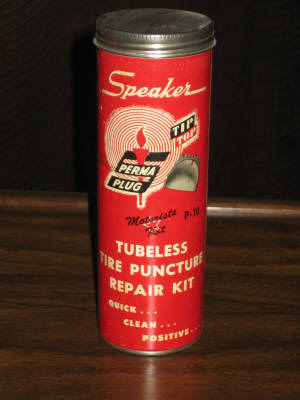 Speaker
TIP
TOP
PERMA
PLUG
Motorists
Kit
P-10
TUBELESS
TIRE PUNCTURE
REPAIR KIT
QUICK...
CLEAN...
POSITIVE...